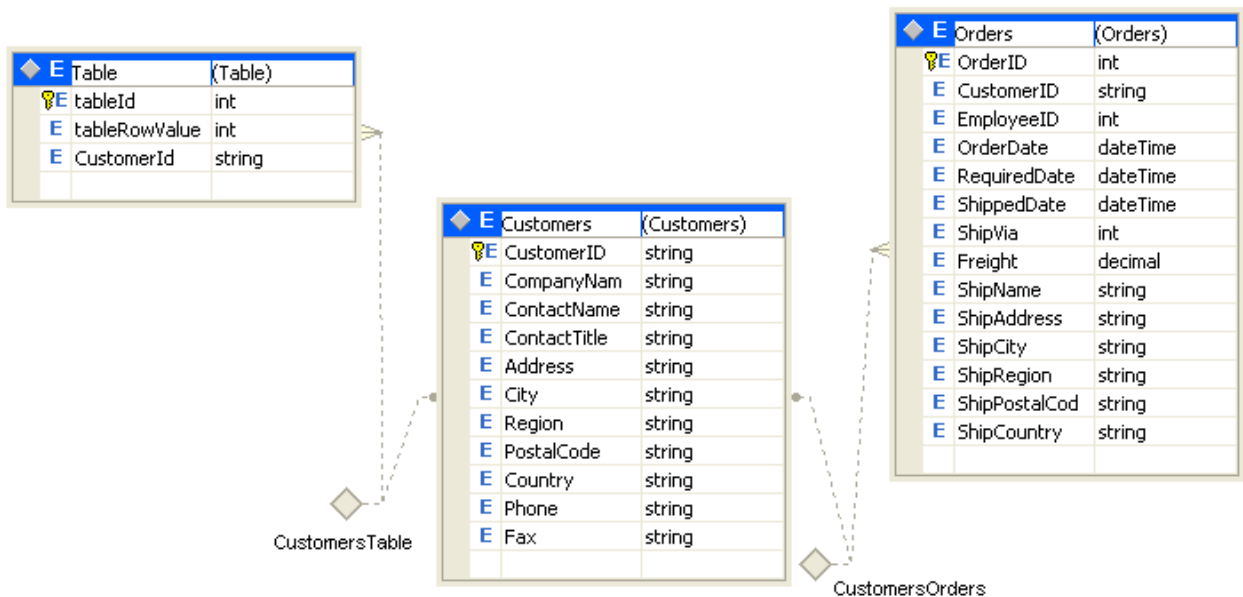 E Table (Table)
E tableId int
E tableRowValue int
E CustomerId string
CustomersTable
E Customers (Customers)
E CustomerID string
E CompanyNam string
E ContactName string
E ContactTitle string
E Address string
E City string
E Region string
E PostalCode string
E Country string
E Phone string
E Fax string
CustomersOrders
E Orders (Orders)
E OrderID int
E CustomerID string
E EmployeeID int
E OrderDate dateTime
E RequiredDate dateTime
E ShippedDate dateTime
E ShipVia int
E Freight decimal
E ShipName string
E ShipAddress string
E ShipCity string
E ShipRegion string
E ShipPostalCod string
E ShipCountry string